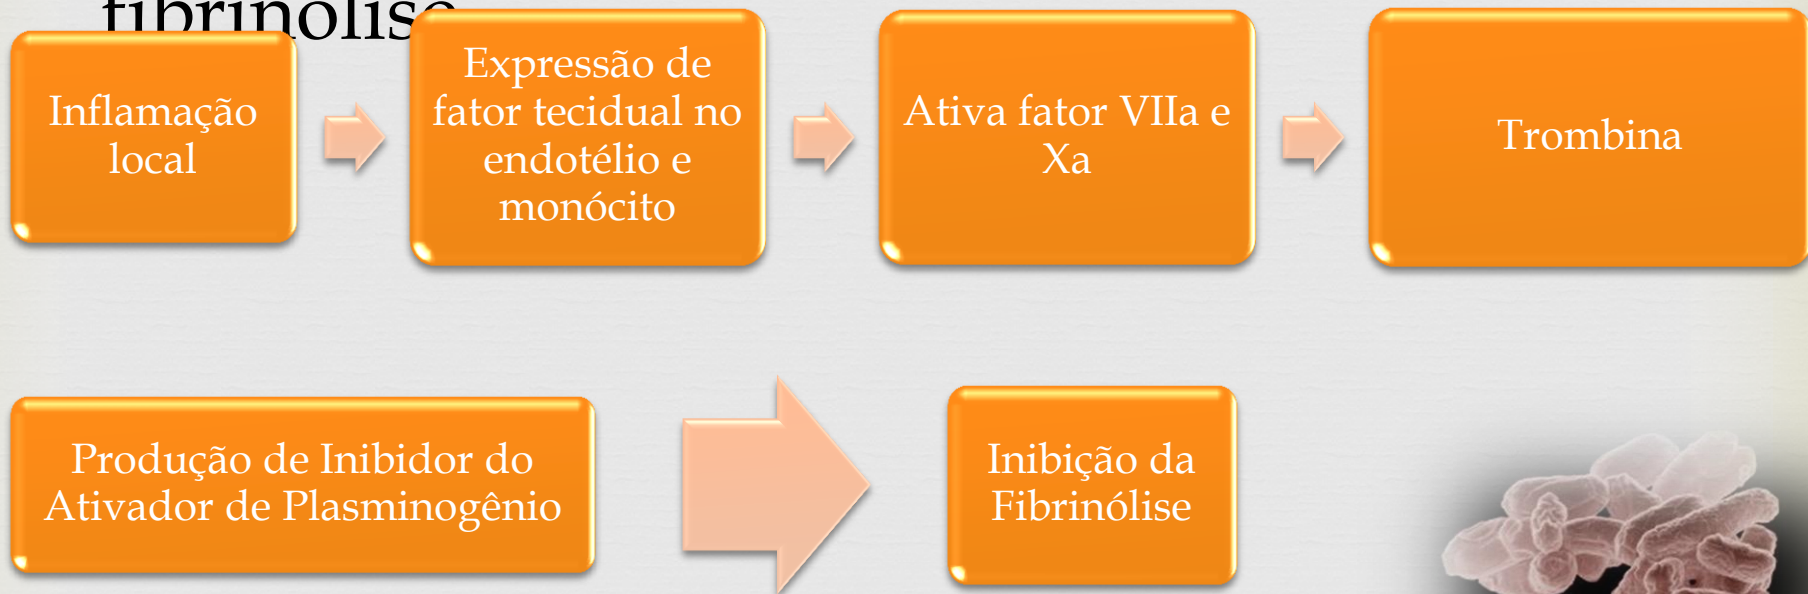 fibrinólise
Inflamação
local
Expressão de
fator tecidual no
endotélio e
monócito
Ativa fator VIIa e
Xa
Trombina
Produção de Inibidor do
Ativador de Plasminogênio
Inibição da
Fibrinólise